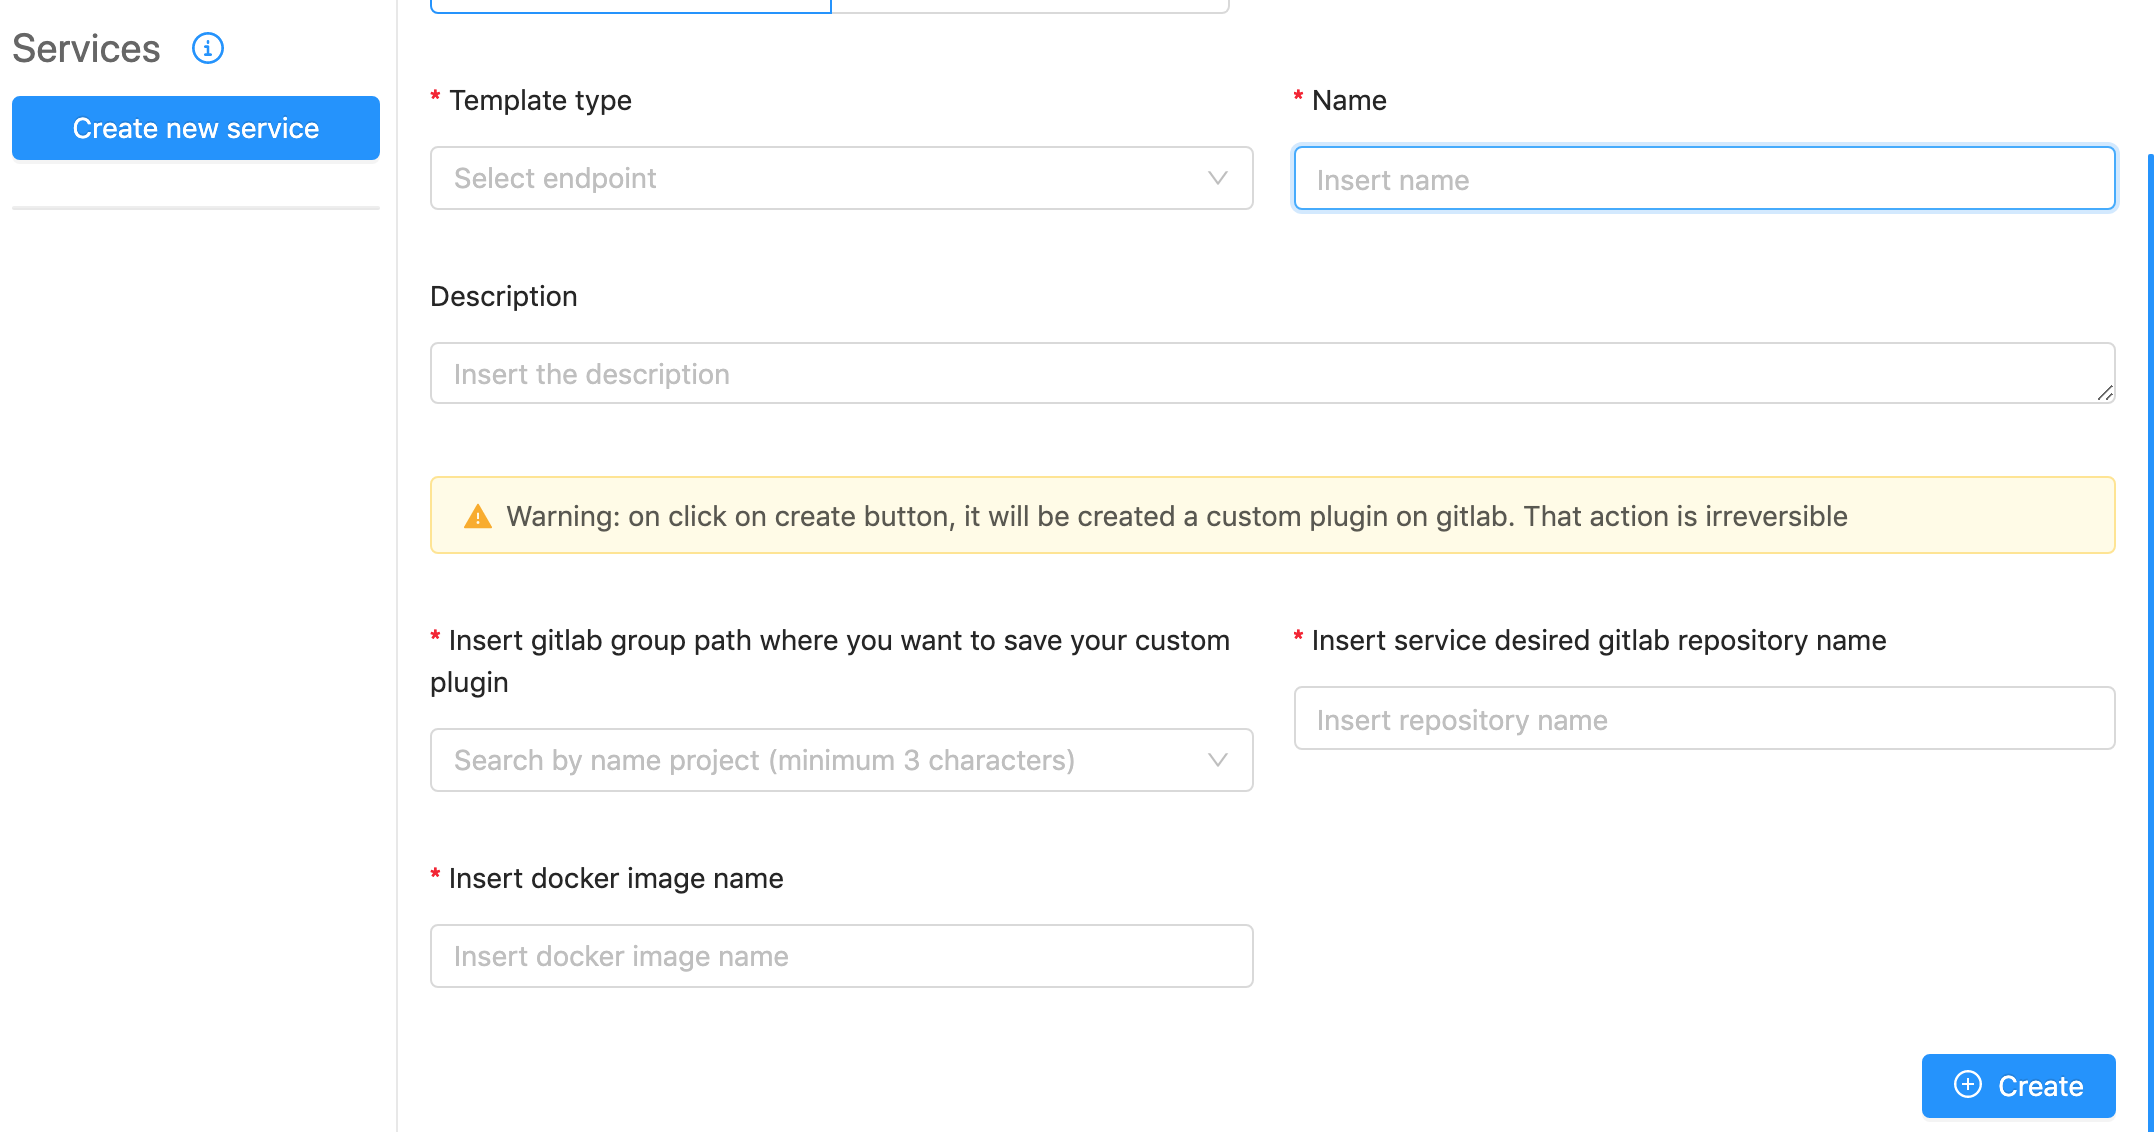 Services
Create new service
* Template type
Select endpoint
* Name
Insert name
Description
Insert the description
Warning: on click on create button, it will be created a custom plugin on gitlab. That action is irreversible
* Insert gitlab group path where you want to save your custom
plugin
Search by name project (minimum 3 characters)
* Insert service desired gitlab repository name
Insert repository name
* Insert docker image name
Insert docker image name
Create